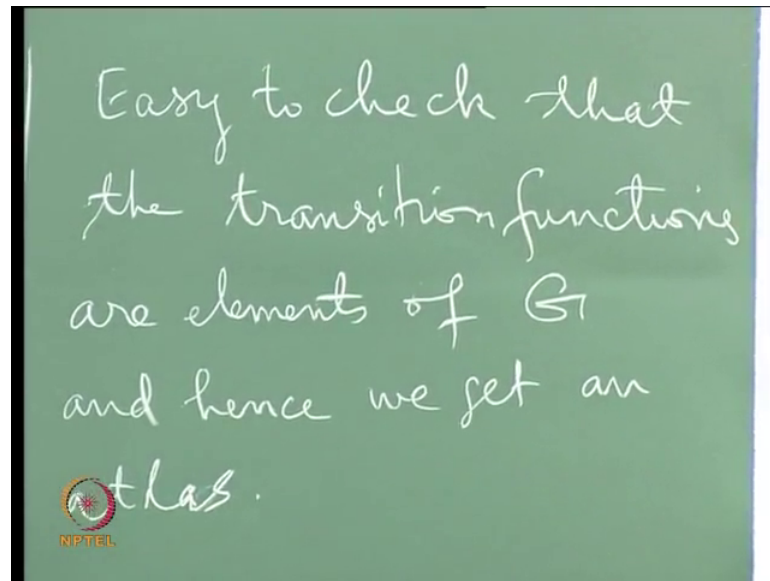 Easy to check that
the transition functions
are elements of G
and hence we get an
atlas.
NPTEL